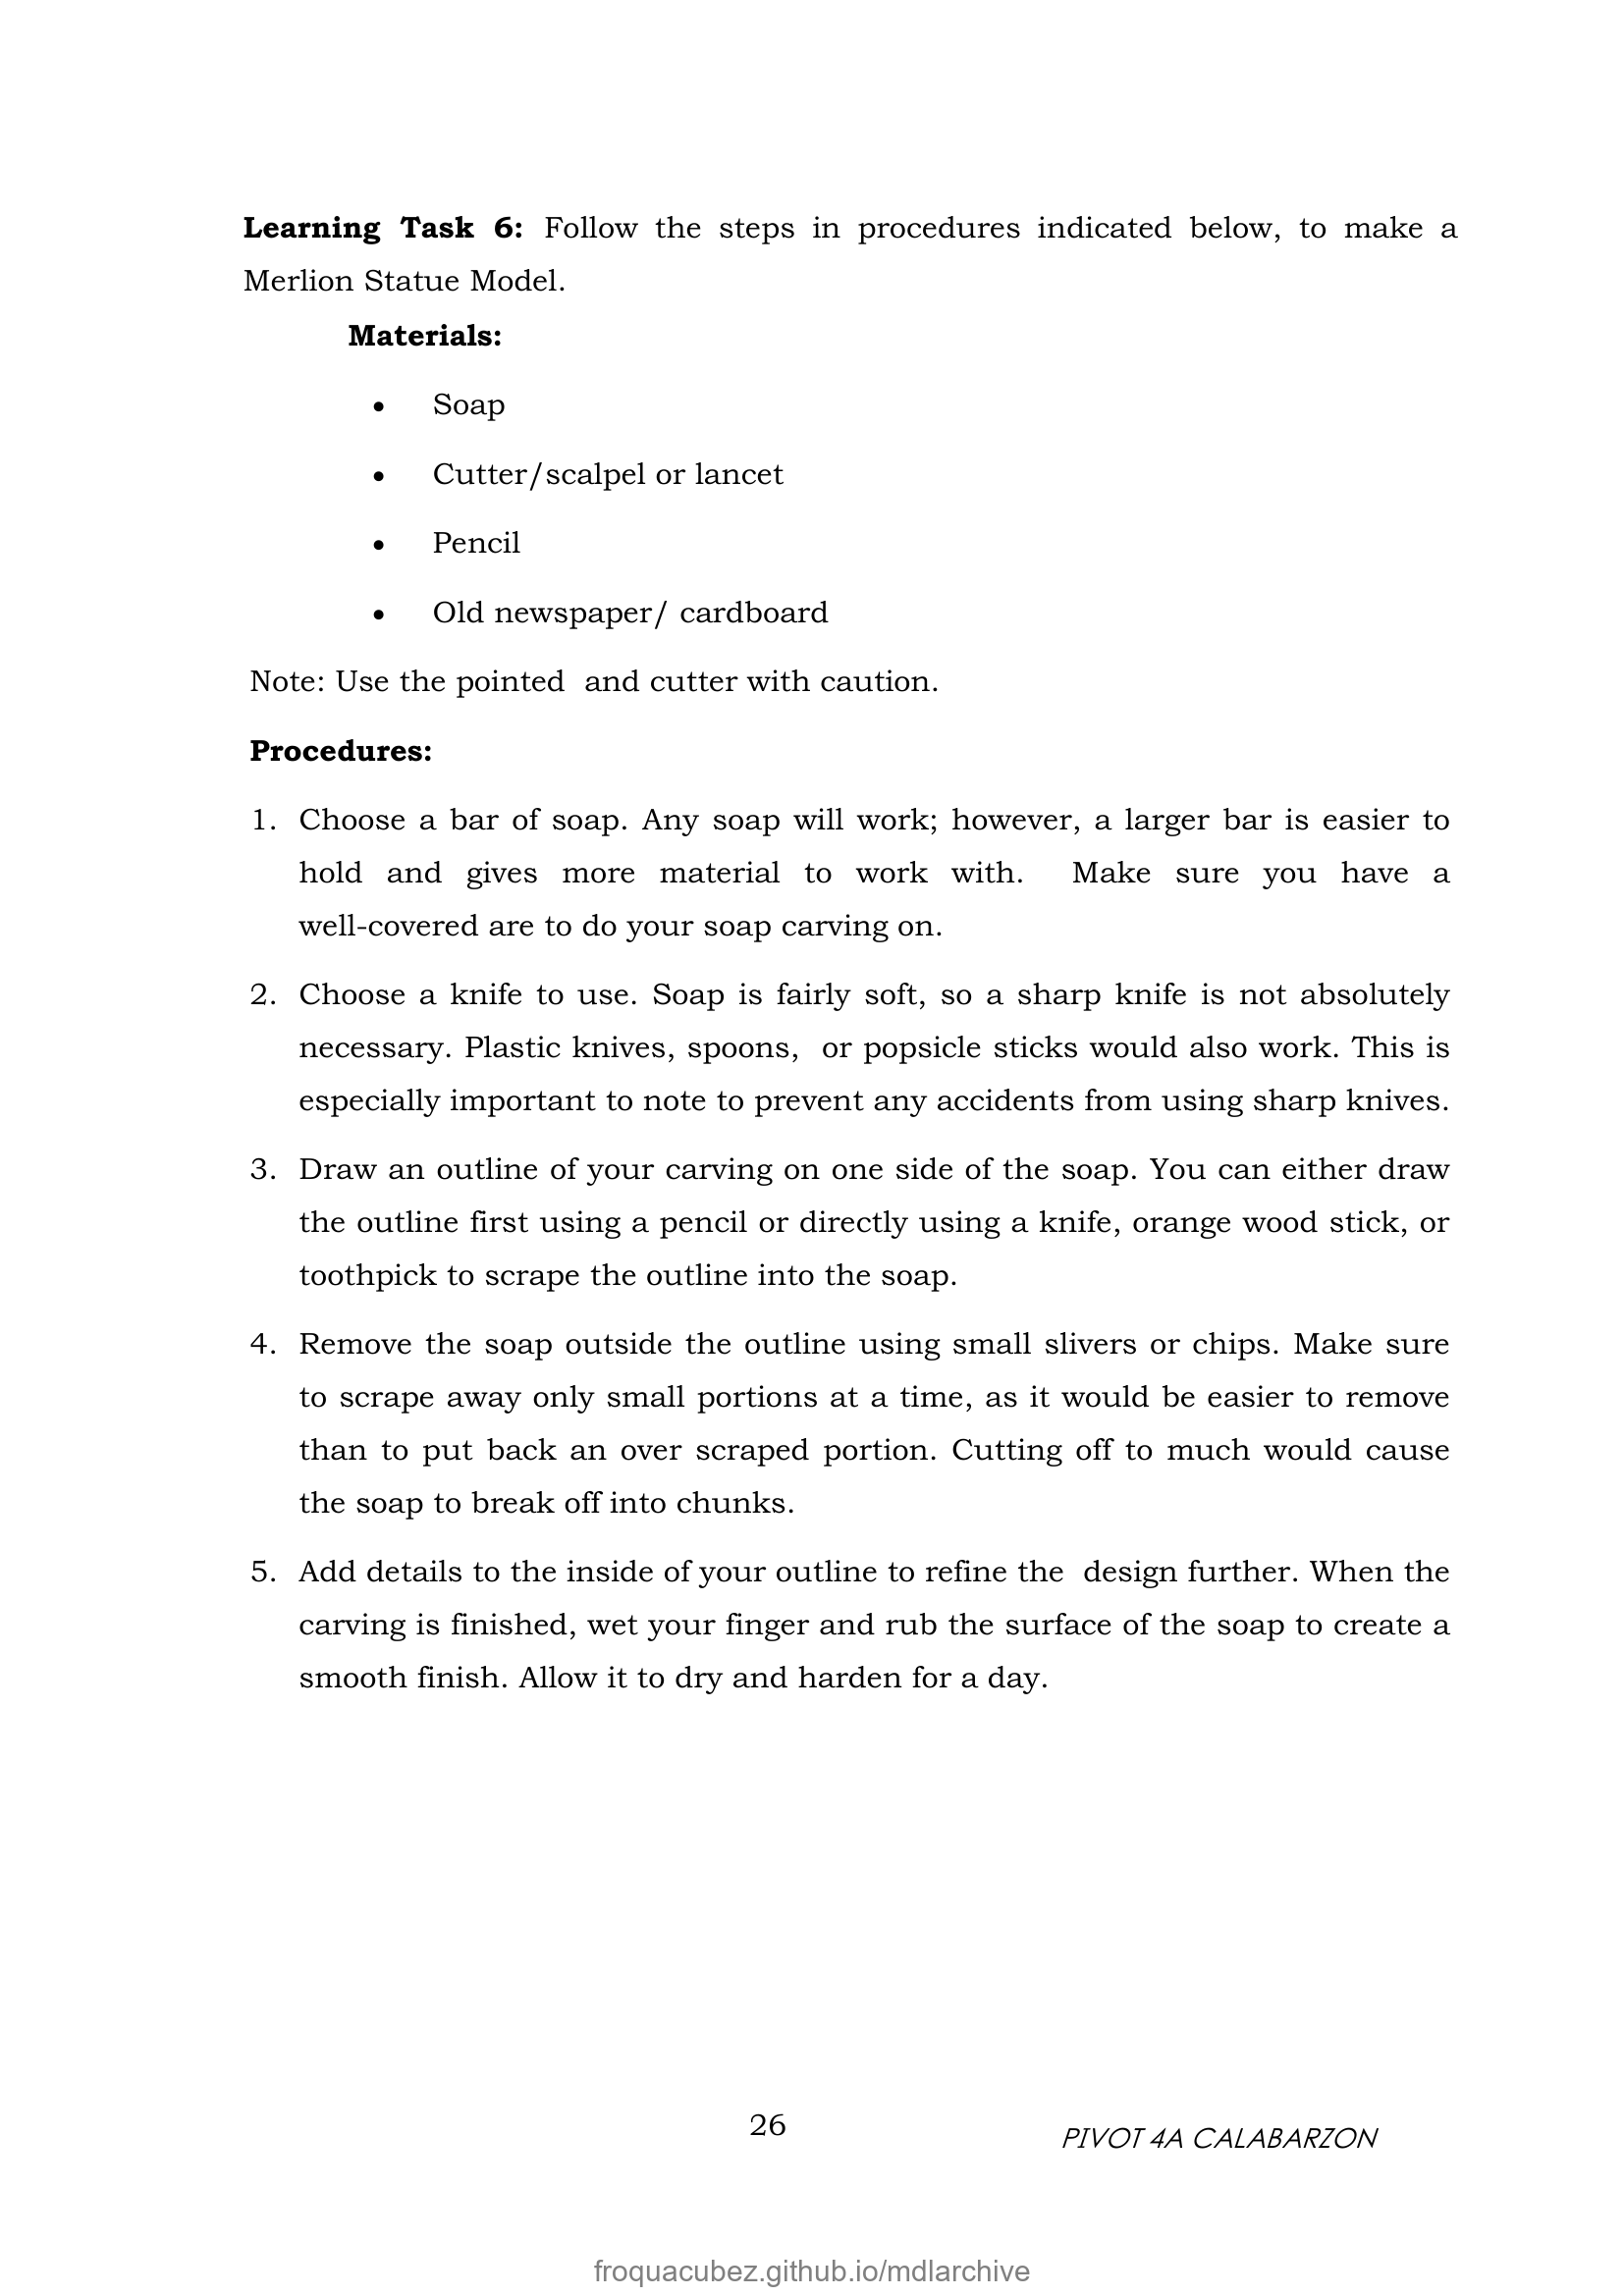 Learning Task 6: Follow the steps in procedures indicated below, to make a
Merlion Statue Model.
Materials:
• Soap
• Cutter/scalpel or lancet
• Pencil
• Old newspaper/ cardboard
Note: Use the pointed  and cutter with caution.
Procedures:
1. Choose a bar of soap. Any soap will work; however, a larger bar is easier to
hold and gives more material to work with.  Make sure you have a
well-covered are to do your soap carving on.
2. Choose a knife to use. Soap is fairly soft, so a sharp knife is not absolutely
necessary. Plastic knives, spoons,  or popsicle sticks would also work. This is
especially important to note to prevent any accidents from using sharp knives.
3. Draw an outline of your carving on one side of the soap. You can either draw
the outline first using a pencil or directly using a knife, orange wood stick, or
toothpick to scrape the outline into the soap.
4. Remove the soap outside the outline using small slivers or chips. Make sure
to scrape away only small portions at a time, as it would be easier to remove
than to put back an over scraped portion. Cutting off to much would cause
the soap to break off into chunks.
5. Add details to the inside of your outline to refine the  design further. When the
carving is finished, wet your finger and rub the surface of the soap to create a
smooth finish. Allow it to dry and harden for a day.
26
PIVOT 4A CALABARZON
froquacubez.github.io/mdlarchive